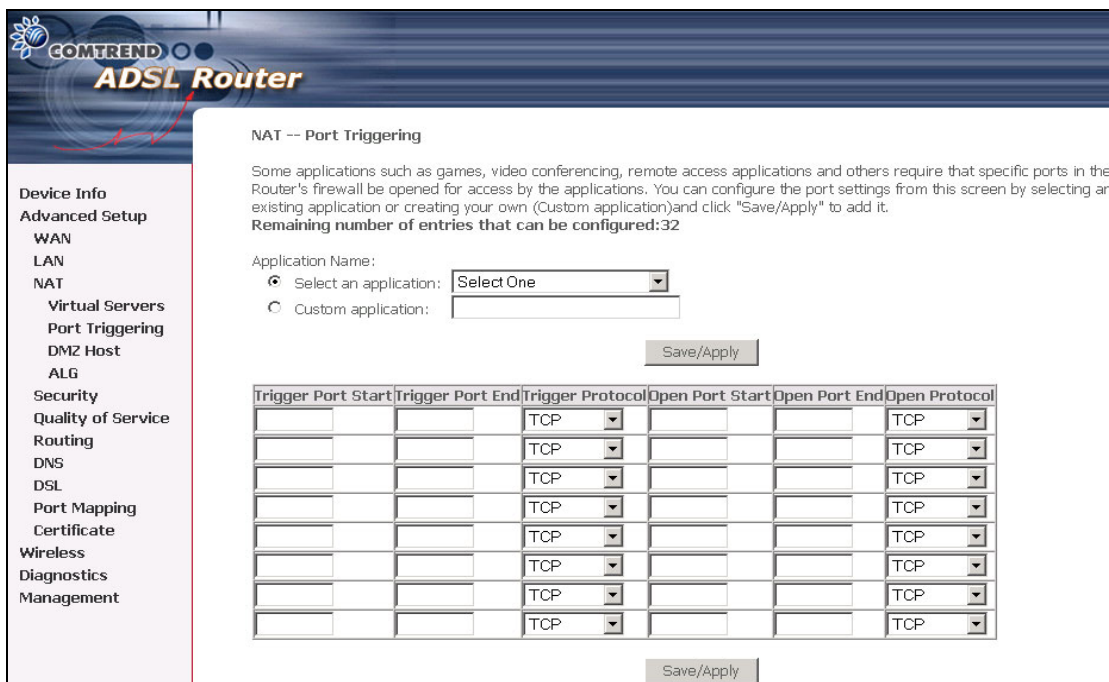 COMTREND
ADSL Router
Device Info
Advanced Setup
WAN
LAN
NAT
Virtual Servers
Port Triggering
DMZ Host
ALG
Security
Quality of Service
Routing
DNS
DSL
Port Mapping
Certificate
Wireless
Diagnostics
Management
NAT -- Port Triggering
Some applications such as games, video conferencing, remote access applications and others require that specific ports in the
Router's firewall be opened for access by the applications. You can configure the port settings from this screen by selecting
existing application or creating your own (Custom application)and click "Save/Apply" to add it.
Remaining number of entries that can be configured:32
Application Name:
Select an application: Select One
Custom application:
Save/Apply
Trigger Port Start Trigger Port End Trigger Protocol Open Port Start Open Port End Open Protocol
TCP TCP
TCP TCP
TCP TCP
TCP TCP
TCP TCP
TCP TCP
TCP TCP
TCP TCP
Save/Apply